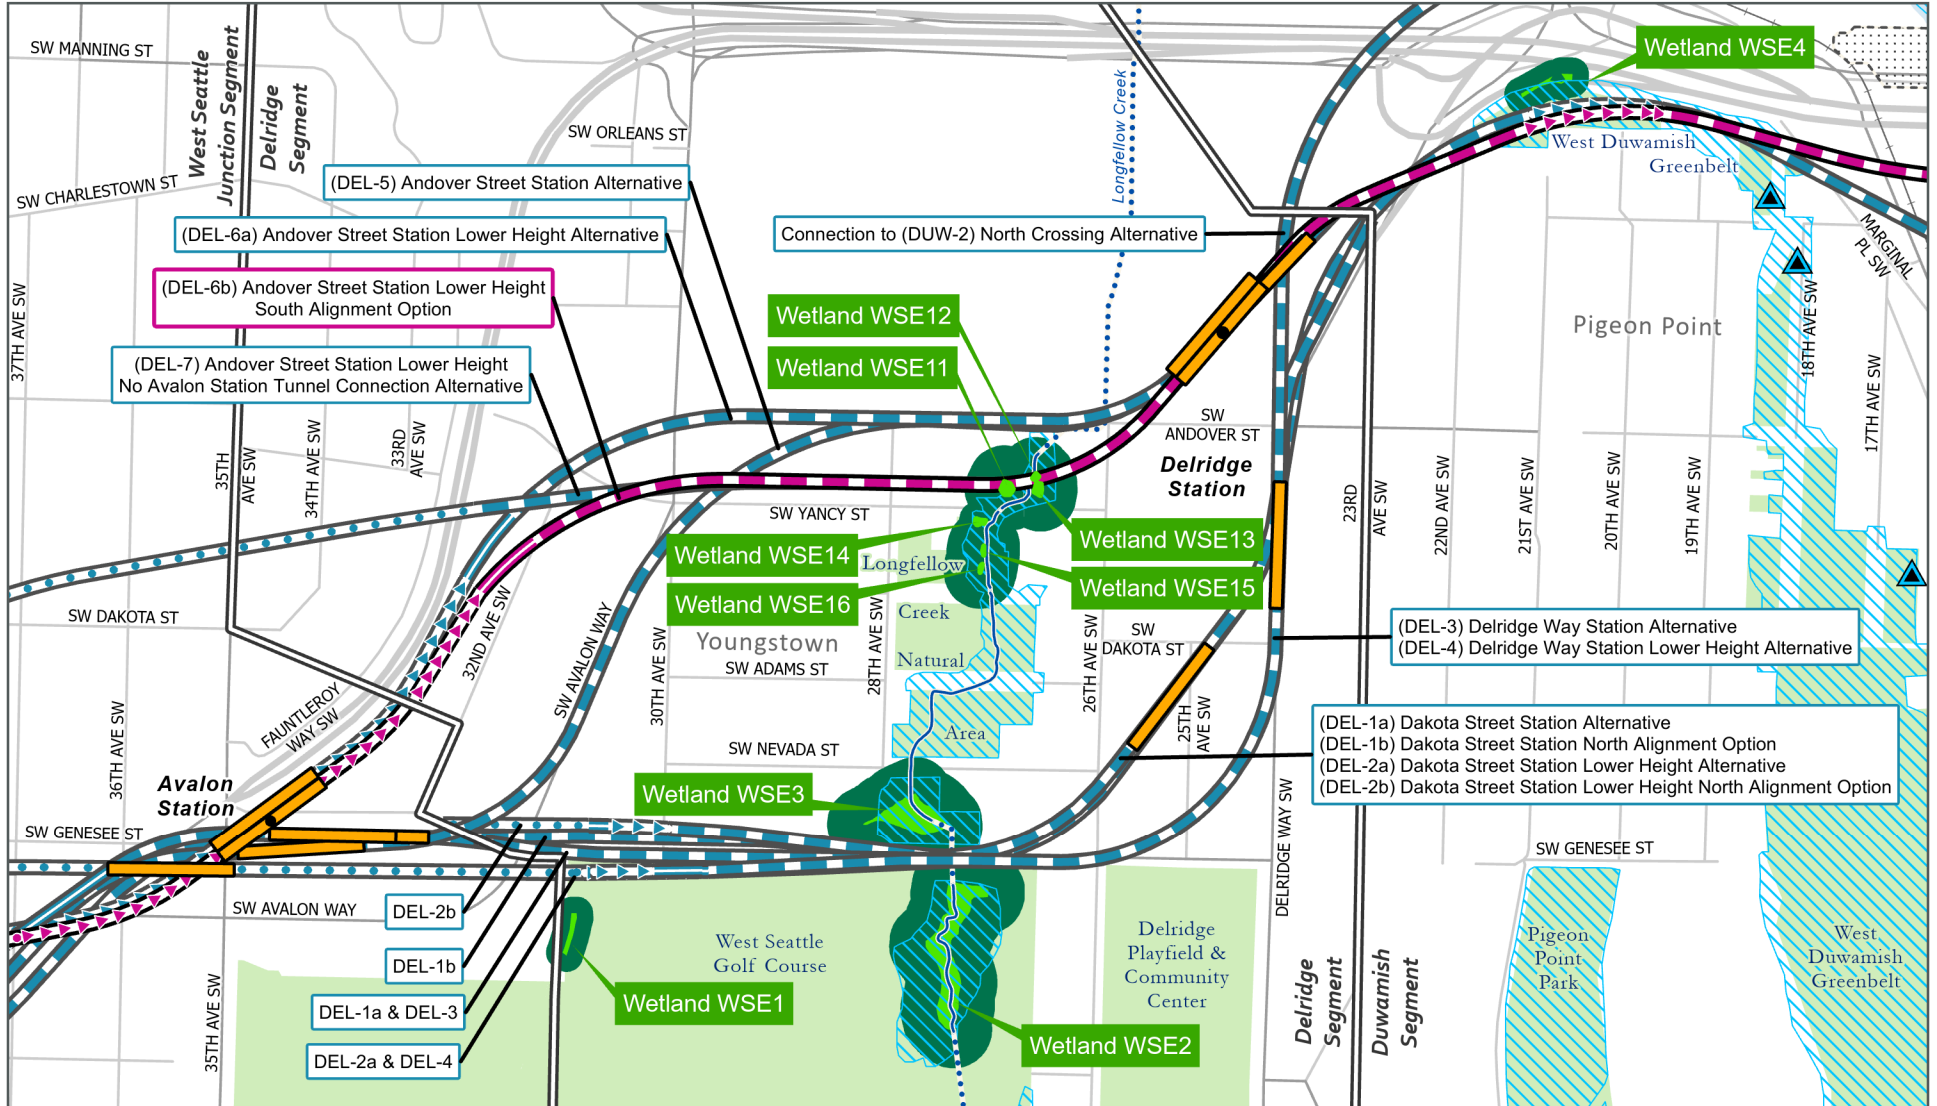 SW MANNING ST
West Seattle
Junction Segment
Delridge
Segment
SW ORLEANS ST
SW CHARLESTOWN ST
Longfellow Creek
Wetland WSE4
West Duwamish
Greenbelt
(DEL-5) Andover Street Station Alternative
(DEL-6a) Andover Street Station Lower Height Alternative
Connection to (DUW-2) North Crossing Alternative
(DEL-6b) Andover Street Station Lower Height
South Alignment Option
(DEL-7) Andover Street Station Lower Height
No Avalon Station Tunnel Connection Alternative
Wetland WSE12
Wetland WSE11
MARGINAL
PL SW
Pigeon Point
37TH AVE SW
18TH AVE SW
17TH AVE SW
SW
ANDOVER ST
Delridge
Station
35TH
AVE SW
34TH AVE SW
33RD
AVE SW
23RD
AVE SW
22ND AVE SW
21ST AVE SW
20TH AVE SW
19TH AVE SW
SW YANCY ST
Wetland WSE14
Wetland WSE13
Longfellow
Wetland WSE16
Wetland WSE15
Creek
SW DAKOTA ST
32ND AVE SW
SW AVALON WAY
30TH AVE SW
Youngstown
SW ADAMS ST
28TH AVE SW
Natural
26TH AVE SW
SW
DAKOTA ST
(DEL-3) Delridge Way Station Alternative
(DEL-4) Delridge Way Station Lower Height Alternative
FAUNTLEROY
WAY SW
36TH AVE SW
SW NEVADA ST
Area
25TH
AVE SW
(DEL-1a) Dakota Street Station Alternative
(DEL-1b) Dakota Street Station North Alignment Option
(DEL-2a) Dakota Street Station Lower Height Alternative
(DEL-2b) Dakota Street Station Lower Height North Alignment Option
Avalon
Station
Wetland WSE3
SW GENESEE ST
SW GENESEE ST
DELRIDGE WAY SW
SW AVALON WAY
DEL-2b
DEL-1b
DEL-1a & DEL-3
DEL-2a & DEL-4
35TH AVE SW
West Seattle
Golf Course
Wetland WSE1
Wetland WSE2
Delridge
Playfield &
Community
Center
Delridge
Segment
Duwamish
Segment
Pigeon
Point
Park
West
Duwamish
Greenbelt